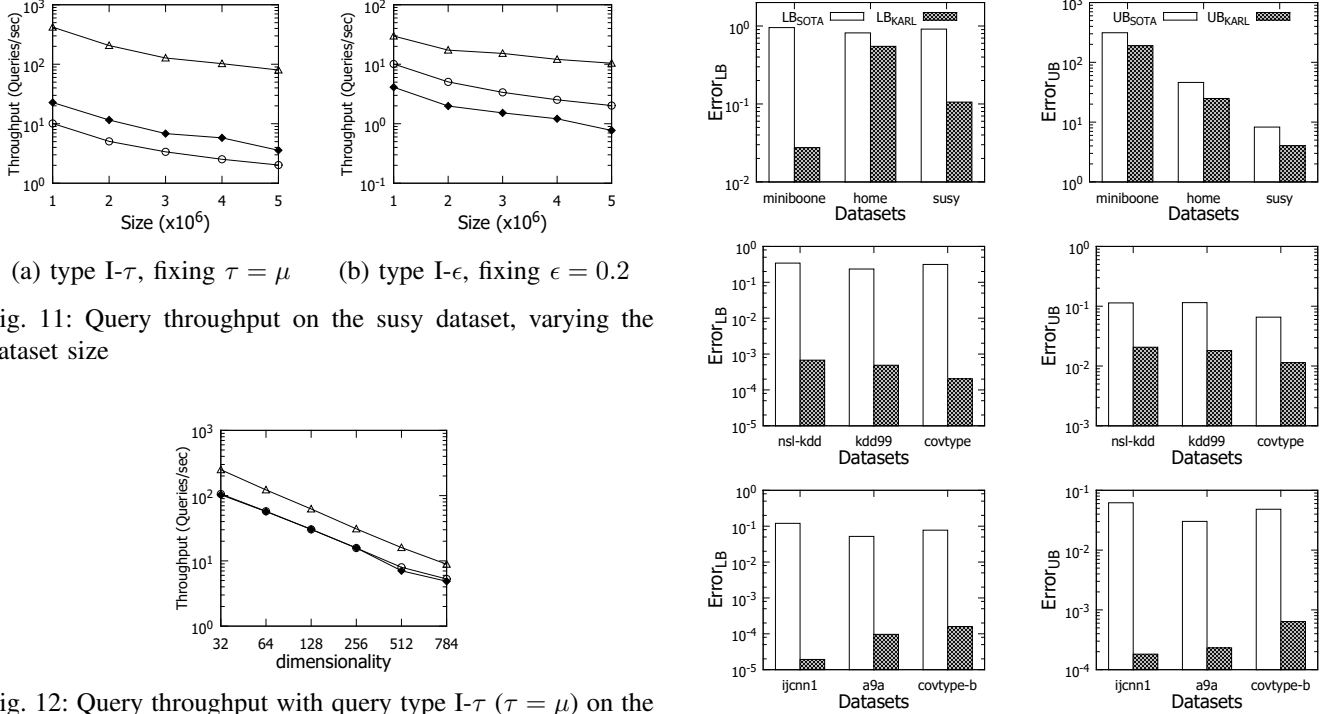 10³
10²
10¹
10⁰
Throughput (Queries/sec)
1 2 3 4 5
Size (x10⁶)
10²
10¹
10⁰
10⁻¹
Throughput (Queries/sec)
1 2 3 4 5
Size (x10⁶)
(a) type I-τ, fixing τ = μ (b) type I-ϵ, fixing ϵ = 0.2
ig. 11: Query throughput on the susy dataset, varying the
ataset size
10³
10²
10¹
10⁰
Throughput (Queries/sec)
32 64 128 256 512 784
dimensionality
ig. 12: Query throughput with query type I-τ (τ = μ) on the
LB_SOTA LB_KARL
10⁰
10⁻¹
10⁻²
Error_LB
miniboone home susy
Datasets
UB_SOTA UB_KARL
10³
10²
10¹
10⁰
Error_UB
miniboone home susy
Datasets
10⁰
10⁻¹
10⁻²
10⁻³
10⁻⁴
10⁻⁵
Error_LB
nsl-kdd kdd99 covtype
Datasets
10⁰
10⁻¹
10⁻²
10⁻³
Error_UB
nsl-kdd kdd99 covtype
Datasets
10⁰
10⁻¹
10⁻²
10⁻³
10⁻⁴
10⁻⁵
Error_LB
ijcnn1 a9a covtype-b
Datasets
10⁻¹
10⁻²
10⁻³
10⁻⁴
Error_UB
ijcnn1 a9a covtype-b
Datasets